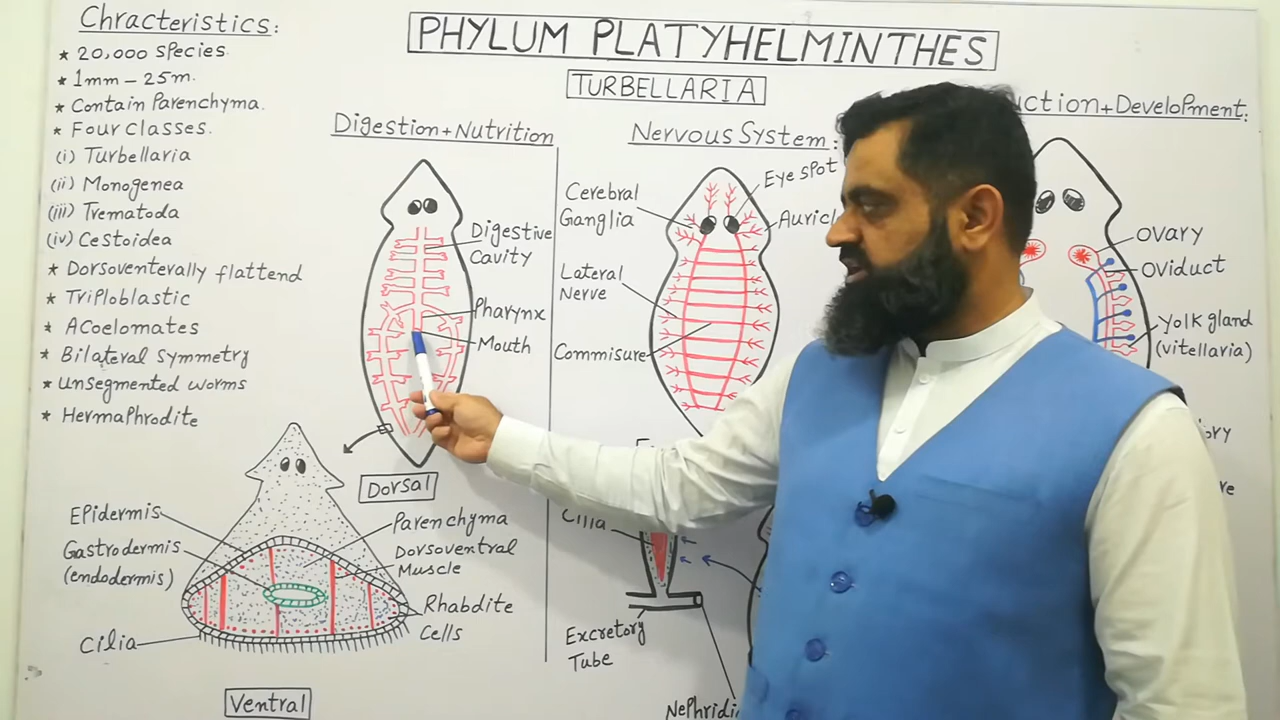 PHYLUM PLATYHELMINTHES
TURBELLARIA
Chracteristics:
* 20,000 species
* 1mm – 25m.
* Contain Parenchyma.
* Four classes.
(i) Turbellaria
(ii) Monogenea
(iii) Trematoda
(iv) Cestoidea
* Dorsoventerally flattend
* Triploblastic
* Acoelomates
* Bilateral symmetry
* unsegmented worms
* Hermaphrodite
Digestion+Nutrition
Digestive
Cavity
Pharynx
Mouth
Dorsal
Epidermis
Gastrodermis
(endodermis)
Cilia
Parenchyma
Dorsoventral
Muscle
Rhabdite
Cells
Ventral
Nervous System:
Cerebral
Ganglia
Eye spot
Lateral
Nerve
Commisure
Cilia
Excretory
Tube
+Development:
Ovary
Oviduct
Yolk gland
(vitellaria)